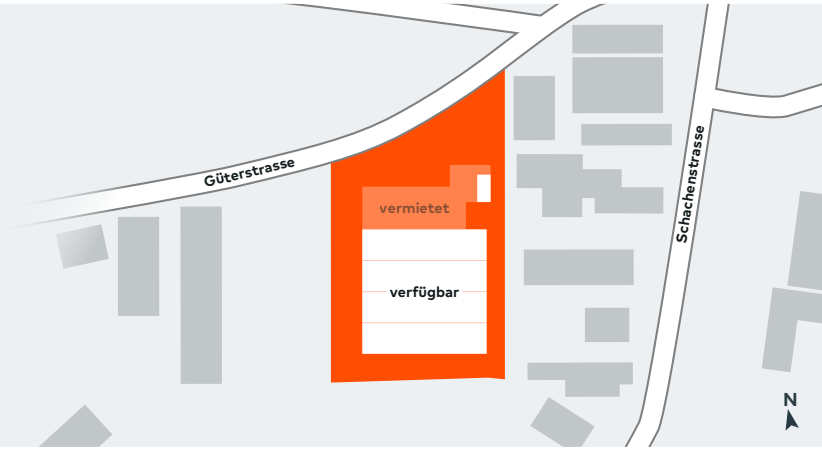 Güterstrasse
Schachenstrasse
vermietet
verfügbar
N